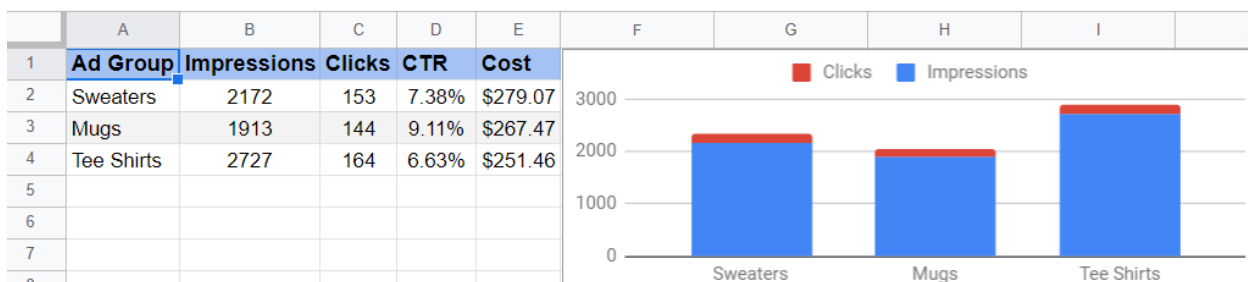 A B C D E F G H I
1 Ad Group Impressions Clicks CTR Cost
2 Sweaters 2172 153 7.38% $279.07
3 Mugs 1913 144 9.11% $267.47
4 Tee Shirts 2727 164 6.63% $251.46
5
6
7
Clicks Impressions
3000
2000
1000
0
Sweaters Mugs Tee Shirts